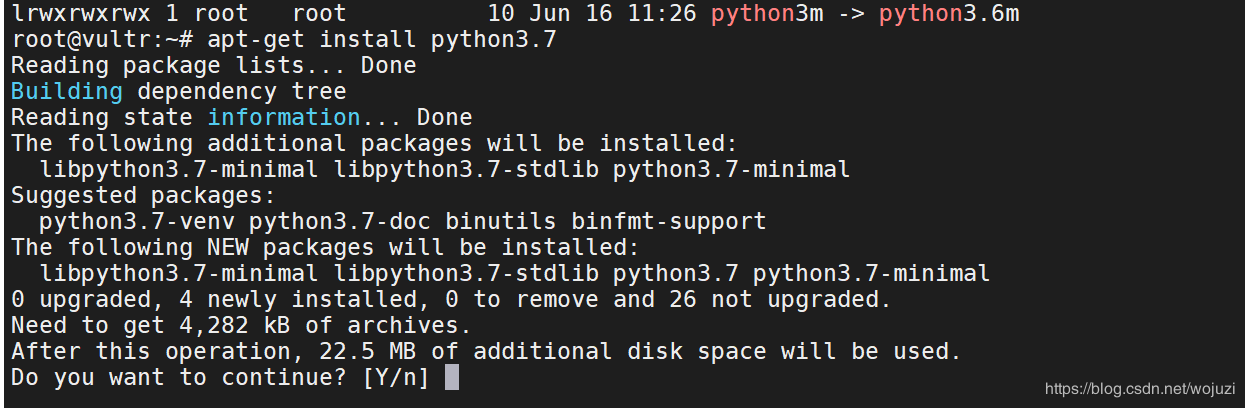 lrwxrwxrwx 1 root   root          10 Jun 16 11:26 python3m -> python3.6m
root@vultr:~# apt-get install python3.7
Reading package lists... Done
Building dependency tree
Reading state information... Done
The following additional packages will be installed:
  libpython3.7-minimal libpython3.7-stdlib python3.7-minimal
Suggested packages:
  python3.7-venv python3.7-doc binutils binfmt-support
The following NEW packages will be installed:
  libpython3.7-minimal libpython3.7-stdlib python3.7 python3.7-minimal
0 upgraded, 4 newly installed, 0 to remove and 26 not upgraded.
Need to get 4,282 kB of archives.
After this operation, 22.5 MB of additional disk space will be used.
Do you want to continue? [Y/n]
https://blog.csdn.net/wojuzi